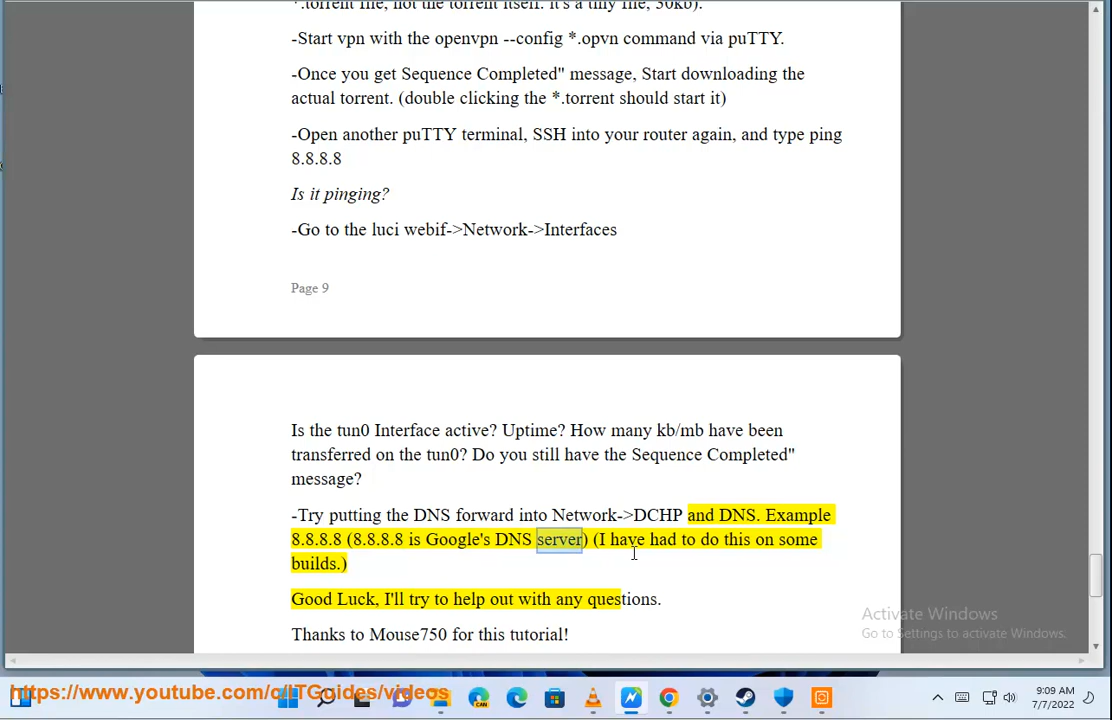 *.torrent file, not the torrent itself. it's a tiny file, 30kb).
-Start vpn with the openvpn --config *.opvn command via puTTY.
-Once you get Sequence Completed" message, Start downloading the
actual torrent. (double clicking the *.torrent should start it)
-Open another puTTY terminal, SSH into your router again, and type ping
8.8.8.8
Is it pinging?
-Go to the luci webif->Network->Interfaces
Page 9
Is the tun0 Interface active? Uptime? How many kb/mb have been
transferred on the tun0? Do you still have the Sequence Completed"
message?
-Try putting the DNS forward into Network->DCHP and DNS. Example
8.8.8.8 (8.8.8.8 is Google's DNS server) (I have had to do this on some
builds.)
Good Luck, I'll try to help out with any questions.
Thanks to Mouse750 for this tutorial!
Activate Windows
Go to Settings to activate Windows.
https://www.youtube.com/c/ITGuides/videos
CAN
9:09 AM
7/7/2022